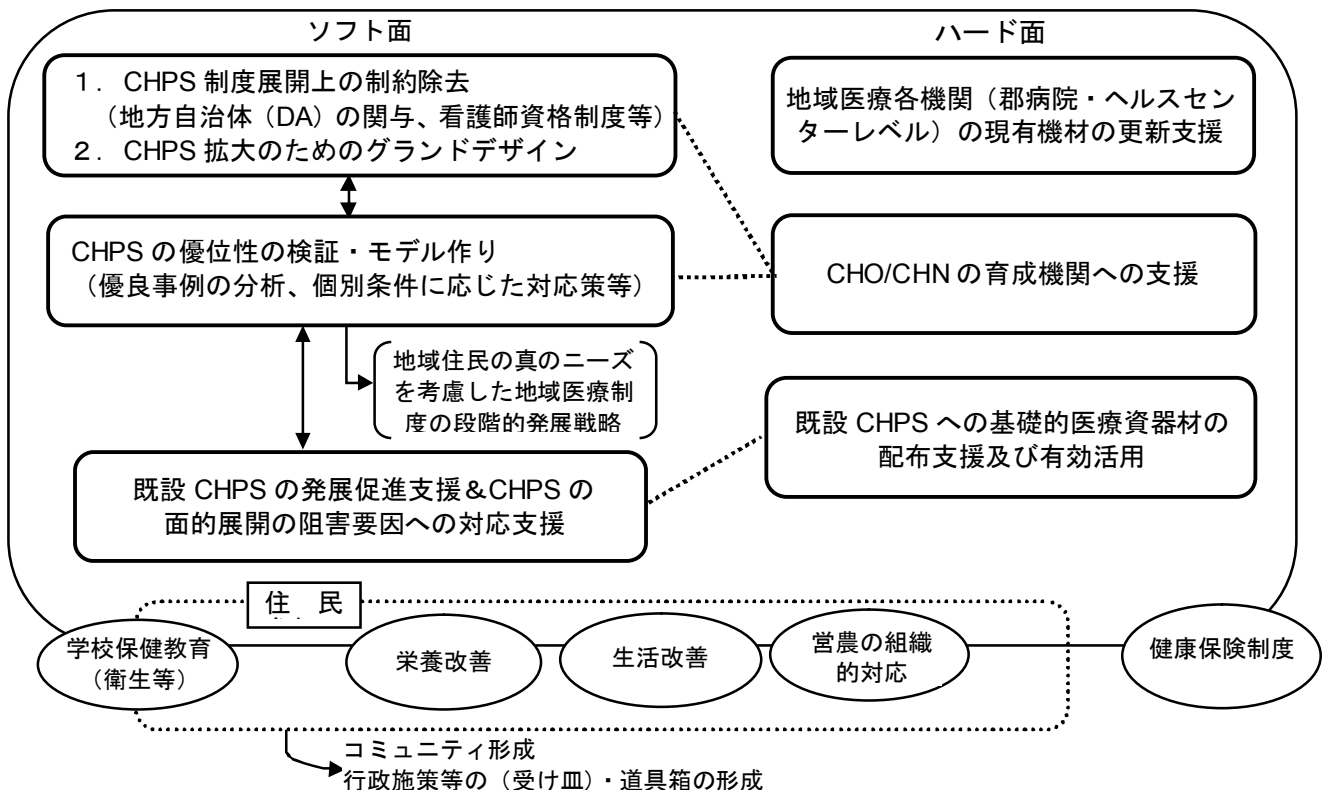 ソフト面
1．CHPS 制度展開上の制約除去
（地方自治体（DA）の関与、看護師資格制度等）
2．CHPS 拡大のためのグランドデザイン
CHPS の優位性の検証・モデル作り
（優良事例の分析、個別条件に応じた対応策等）
地域住民の真のニーズ
を考慮した地域医療制
度の段階的発展戦略
既設 CHPS の発展促進支援＆CHPS の
面的展開の阻害要因への対応支援
ハード面
地域医療各機関（郡病院・ヘルスセン
ターレベル）の現有機材の更新支援
CHO/CHN の育成機関への支援
既設 CHPS への基礎的医療資器材の
配布支援及び有効活用
住　民
学校保健教育
（衛生等）
栄養改善
生活改善
営農の組織
的対応
健康保険制度
コミュニティ形成
行政施策等の（受け皿）・道具箱の形成